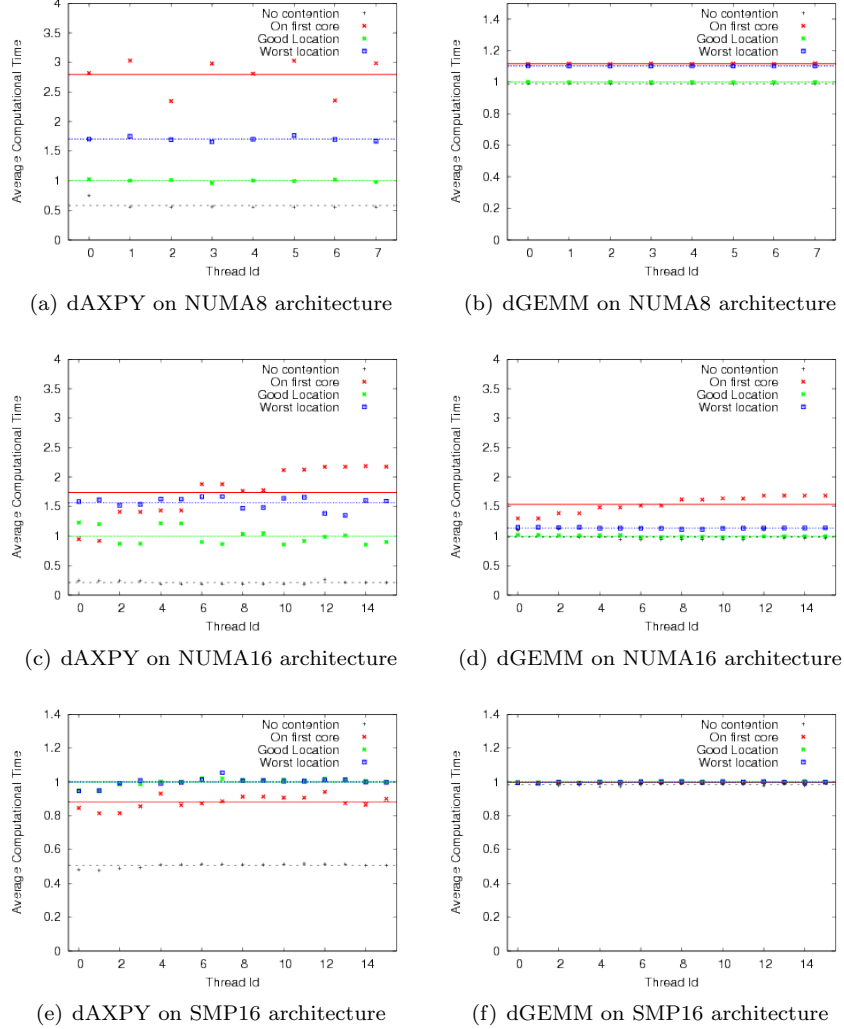 4
3.5
3
2.5
2
1.5
1
0.5
0
Average Computational Time
No contention
On first core
Good Location
Worst location
0 1 2 3 4 5 6 7
Thread Id
(a) dAXPY on NUMA8 architecture
1.4
1.2
1
0.8
0.6
0.4
0.2
0
Average Computational Time
No contention
On first core
Good Location
Worst location
0 1 2 3 4 5 6 7
Thread Id
(b) dGEMM on NUMA8 architecture
4
3.5
3
2.5
2
1.5
1
0.5
0
Average Computational Time
No contention
On first core
Good Location
Worst location
0 2 4 6 8 10 12 14
Thread Id
(c) dAXPY on NUMA16 architecture
4
3.5
3
2.5
2
1.5
1
0.5
0
Average Computational Time
No contention
On first core
Good Location
Worst location
0 2 4 6 8 10 12 14
Thread Id
(d) dGEMM on NUMA16 architecture
1.4
1.2
1
0.8
0.6
0.4
0.2
0
Average Computational Time
No contention
On first core
Good Location
Worst location
0 2 4 6 8 10 12 14
Thread Id
(e) dAXPY on SMP16 architecture
1.4
1.2
1
0.8
0.6
0.4
0.2
0
Average Computational Time
No contention
On first core
Good Location
Worst location
0 2 4 6 8 10 12 14
Thread Id
(f) dGEMM on SMP16 architecture